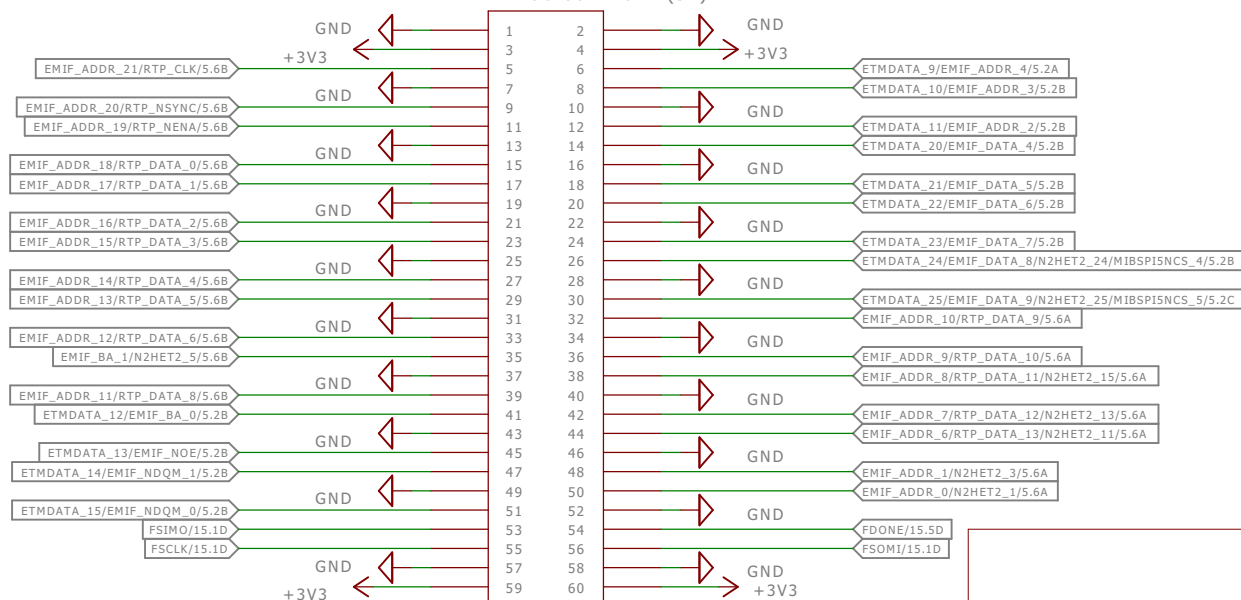 GND 1 2 GND
+3V3 3 4 +3V3
EMIF_ADDR_21/RTP_CLK/5.6B 5 6 ETMDATA_9/EMIF_ADDR_4/5.2A
GND 7 8 ETMDATA_10/EMIF_ADDR_3/5.2B
EMIF_ADDR_20/RTP_NSYNC/5.6B 9 10 GND
EMIF_ADDR_19/RTP_NENA/5.6B 11 12 ETMDATA_11/EMIF_ADDR_2/5.2B
GND 13 14 ETMDATA_20/EMIF_DATA_4/5.2B
EMIF_ADDR_18/RTP_DATA_0/5.6B 15 16 GND
EMIF_ADDR_17/RTP_DATA_1/5.6B 17 18 ETMDATA_21/EMIF_DATA_5/5.2B
GND 19 20 ETMDATA_22/EMIF_DATA_6/5.2B
EMIF_ADDR_16/RTP_DATA_2/5.6B 21 22 GND
EMIF_ADDR_15/RTP_DATA_3/5.6B 23 24 ETMDATA_23/EMIF_DATA_7/5.2B
GND 25 26 ETMDATA_24/EMIF_DATA_8/N2HET2_24/MIBSPI5NCS_4/5.2B
EMIF_ADDR_14/RTP_DATA_4/5.6B 27 28 GND
EMIF_ADDR_13/RTP_DATA_5/5.6B 29 30 ETMDATA_25/EMIF_DATA_9/N2HET2_25/MIBSPI5NCS_5/5.2C
GND 31 32 EMIF_ADDR_10/RTP_DATA_9/5.6A
EMIF_ADDR_12/RTP_DATA_6/5.6B 33 34 GND
EMIF_BA_1/N2HET2_5/5.6B 35 36 EMIF_ADDR_9/RTP_DATA_10/5.6A
GND 37 38 EMIF_ADDR_8/RTP_DATA_11/N2HET2_15/5.6A
EMIF_ADDR_11/RTP_DATA_8/5.6B 39 40 GND
ETMDATA_12/EMIF_BA_0/5.2B 41 42 EMIF_ADDR_7/RTP_DATA_12/N2HET2_13/5.6A
GND 43 44 EMIF_ADDR_6/RTP_DATA_13/N2HET2_11/5.6A
ETMDATA_13/EMIF_NOE/5.2B 45 46 GND
ETMDATA_14/EMIF_NDQM_1/5.2B 47 48 EMIF_ADDR_1/N2HET2_3/5.6A
GND 49 50 EMIF_ADDR_0/N2HET2_1/5.6A
ETMDATA_15/EMIF_NDQM_0/5.2B 51 52 GND
FSIMO/15.1D 53 54 FDONE/15.5D
FSCLK/15.1D 55 56 FSOMI/15.1D
GND 57 58 GND
+3V3 59 60 +3V3